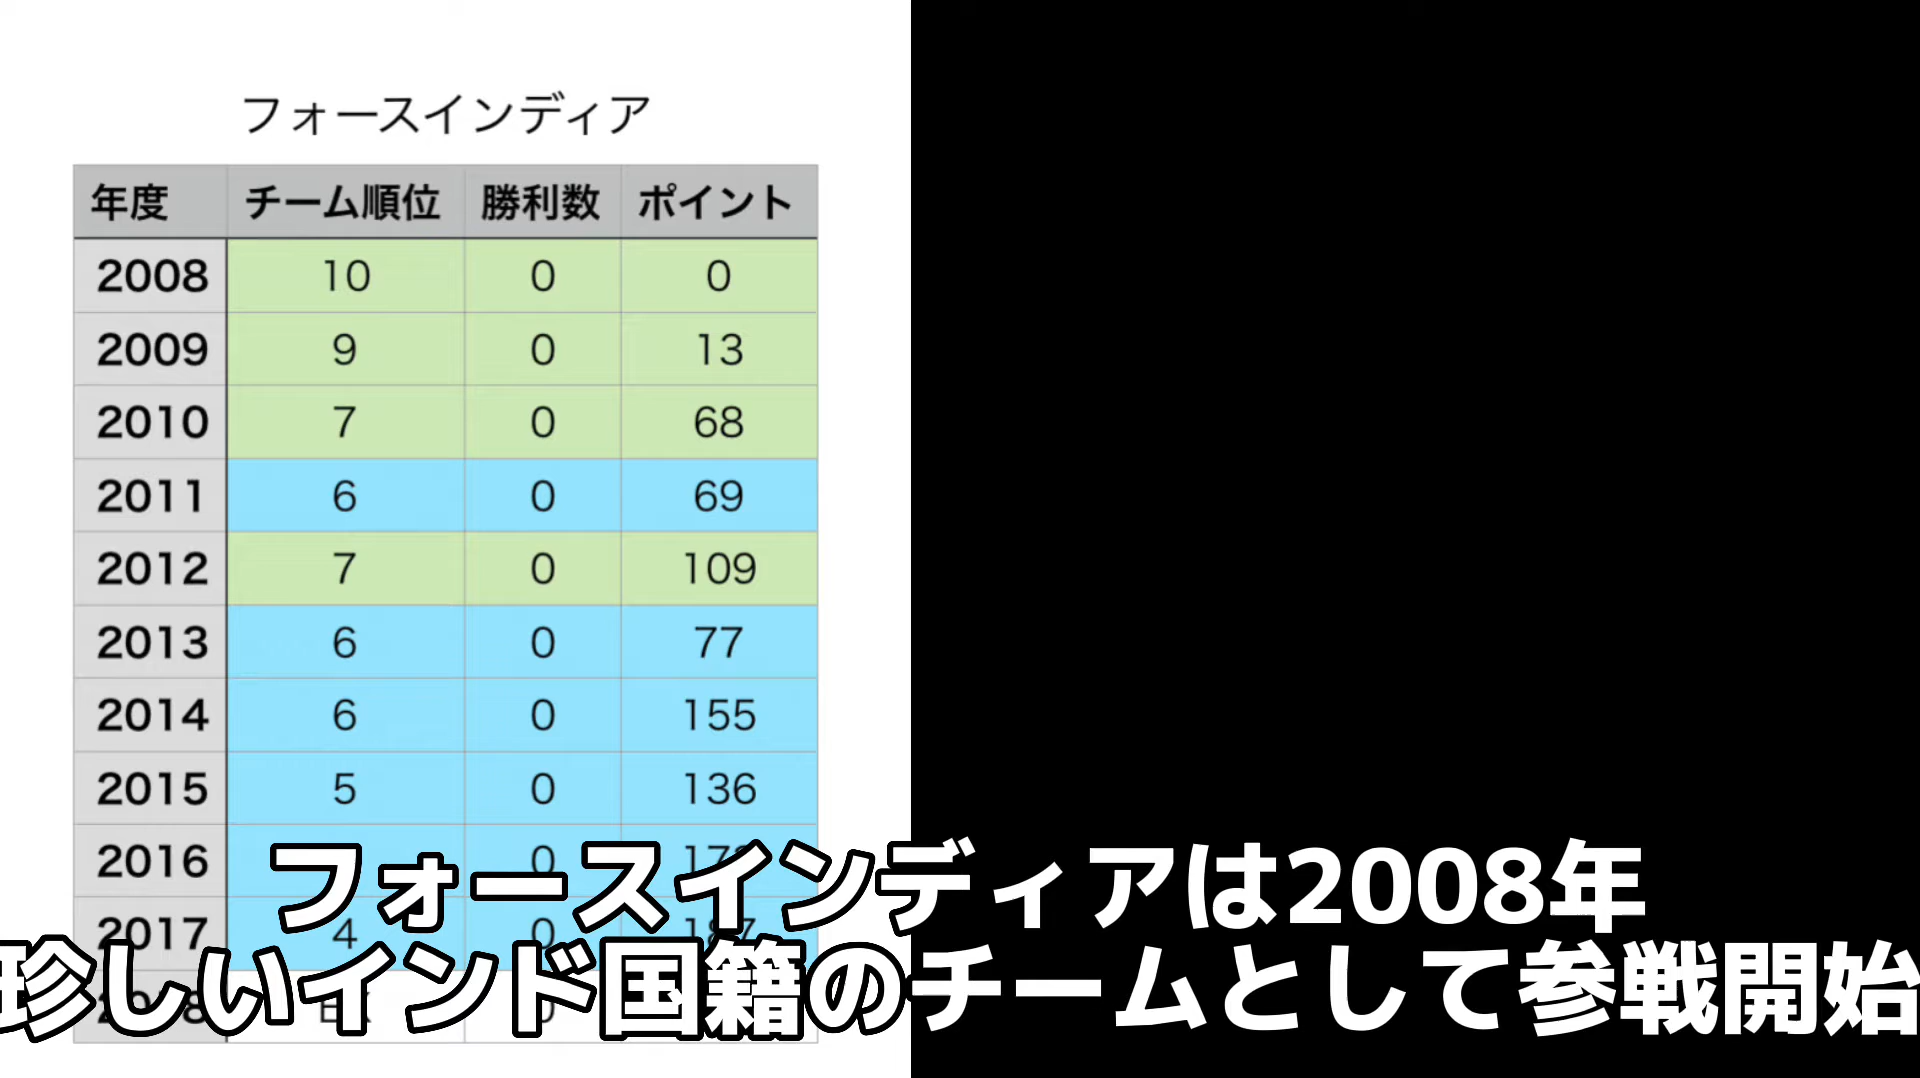 フォースインディア
年度 チーム順位 勝利数 ポイント
2008 10 0 0
2009 9 0 13
2010 7 0 68
2011 6 0 69
2012 7 0 109
2013 6 0 77
2014 6 0 155
2015 5 0 136
2016 0
2017 4 0
フォースインディアは2008年
珍しいインド国籍のチームとして参戦開始